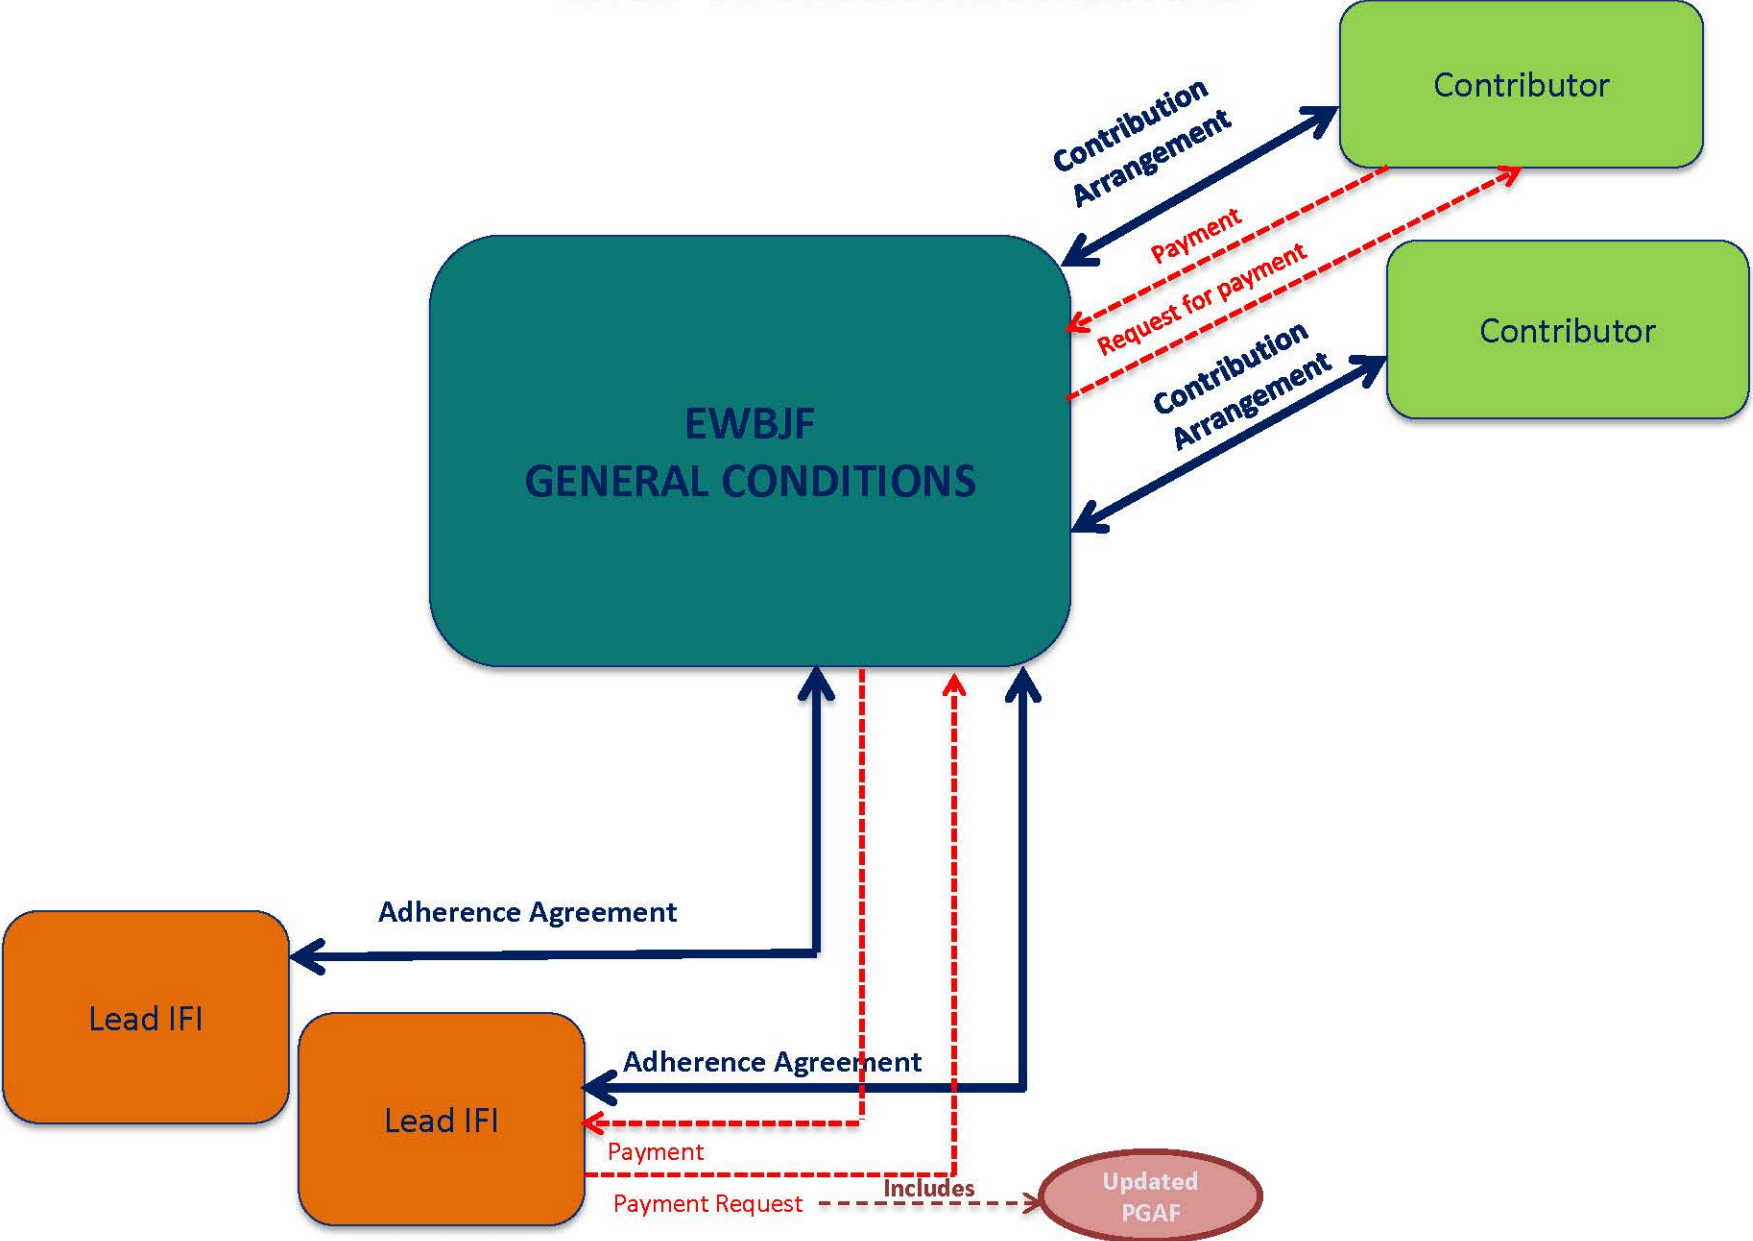 Contributor
Contribution
Arrangement
Payment
Request for payment
Contributor
Contribution
Arrangement
EWBJF
GENERAL CONDITIONS
Adherence Agreement
Lead IFI
Adherence Agreement
Lead IFI
Payment
Payment Request
Includes
Updated
PGAF